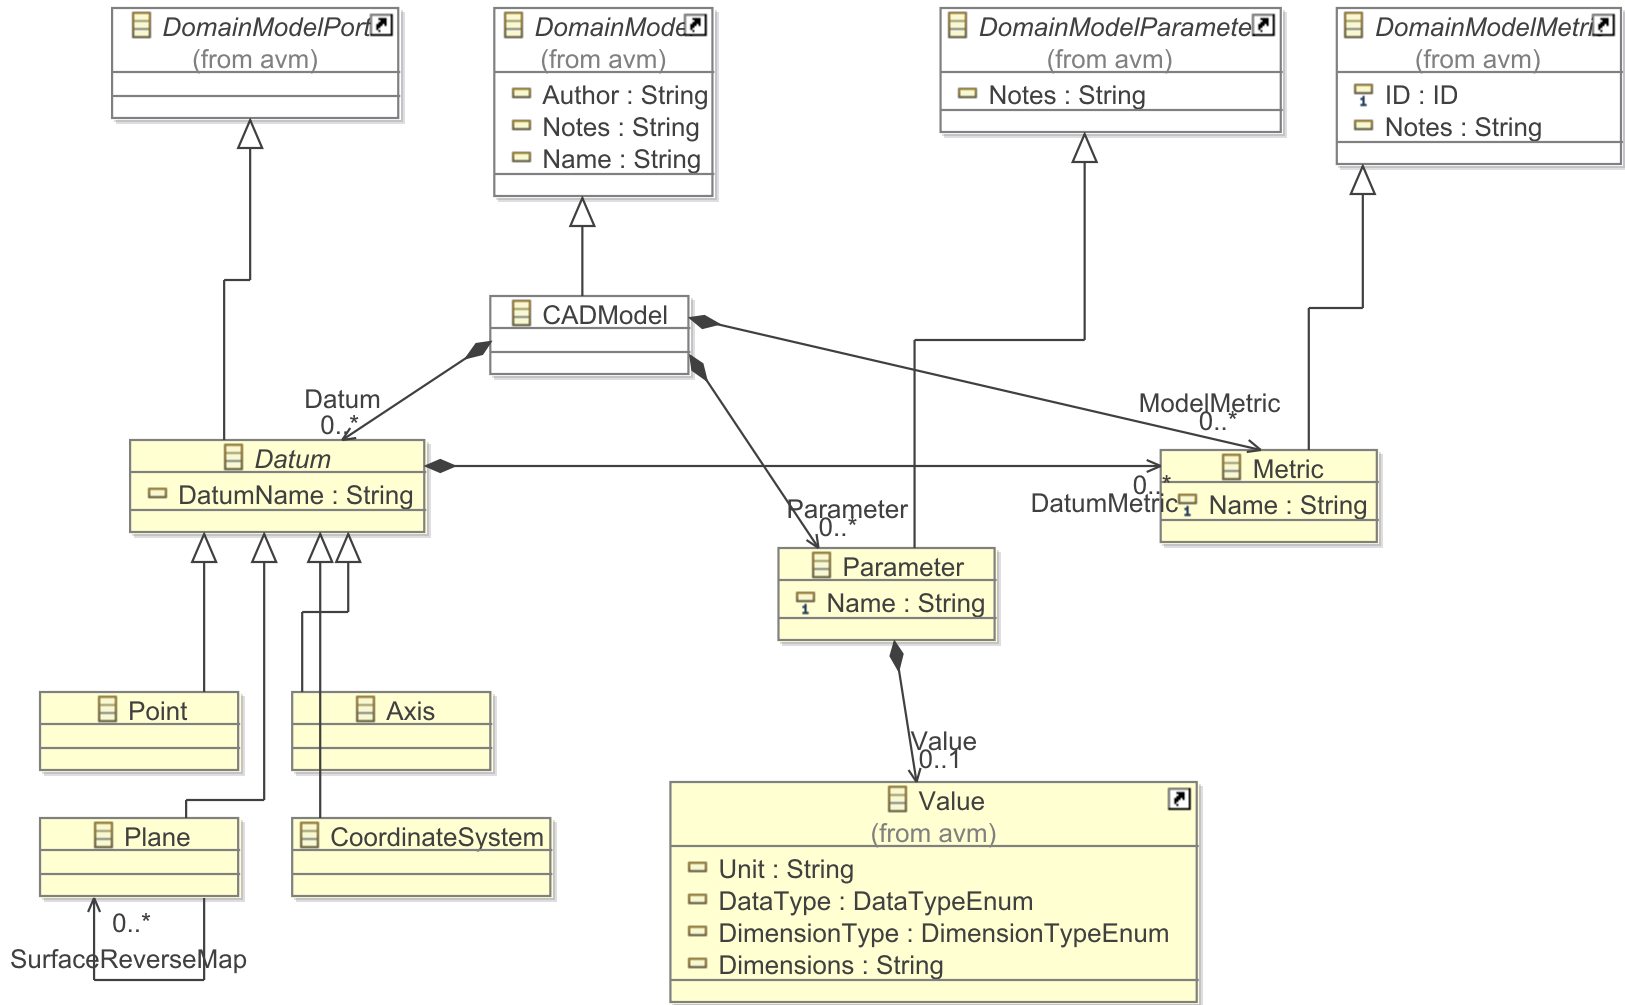 DomainModelPort
(from avm)
DomainModel
(from avm)
Author : String
Notes : String
Name : String
DomainModelParameter
(from avm)
Notes : String
DomainModelMetric
(from avm)
1 ID : ID
Notes : String
CADModel
Datum
0..*
ModelMetric
0..*
Datum
DatumName : String
Metric
1 Name : String
0..*
DatumMetric
Parameter
0..*
Parameter
1 Name : String
Point
Axis
Value
0..1
Plane
CoordinateSystem
0..*
SurfaceReverseMap
Value
(from avm)
Unit : String
DataType : DataTypeEnum
DimensionType : DimensionTypeEnum
Dimensions : String